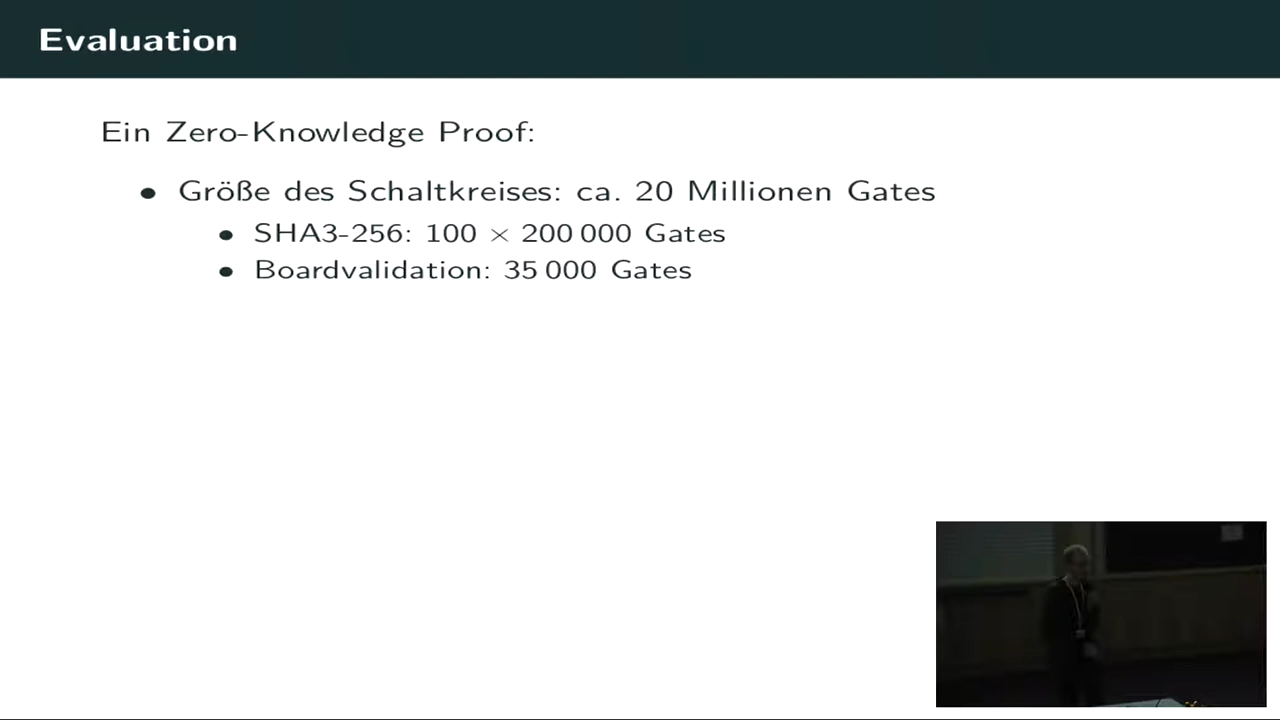 Evaluation
Ein Zero-Knowledge Proof:
• Größe des Schaltkreises: ca. 20 Millionen Gates
• SHA3-256: 100 × 200 000 Gates
• Boardvalidation: 35 000 Gates